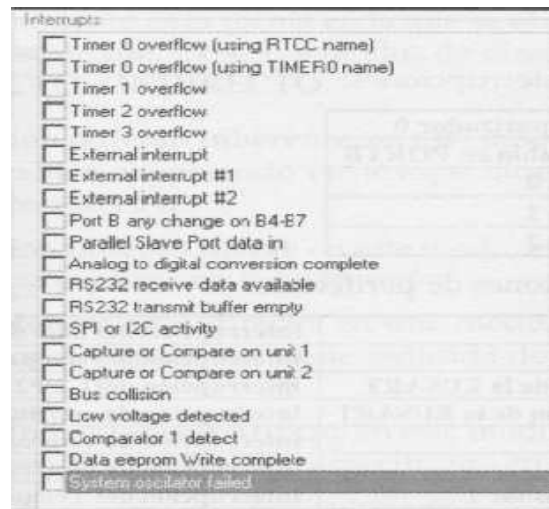 Interrupts
Timer 0 overflow (using RTCC name)
Timer 0 overflow (using TIMER0 name)
Timer 1 overflow
Timer 2 overflow
Timer 3 overflow
External interrupt
External interrupt #1
External interrupt #2
Port B any change on B4-B7
Parallel Slave Port data in
Analog to digital conversion complete
RS232 receive data available
RS232 transmit buffer empty
SPI or I2C activity
Capture or Compare on unit 1
Capture or Compare on unit 2
Bus collision
Low voltage detected
Comparator 1 detect
Data eeprom Write complete
System oscilator failed